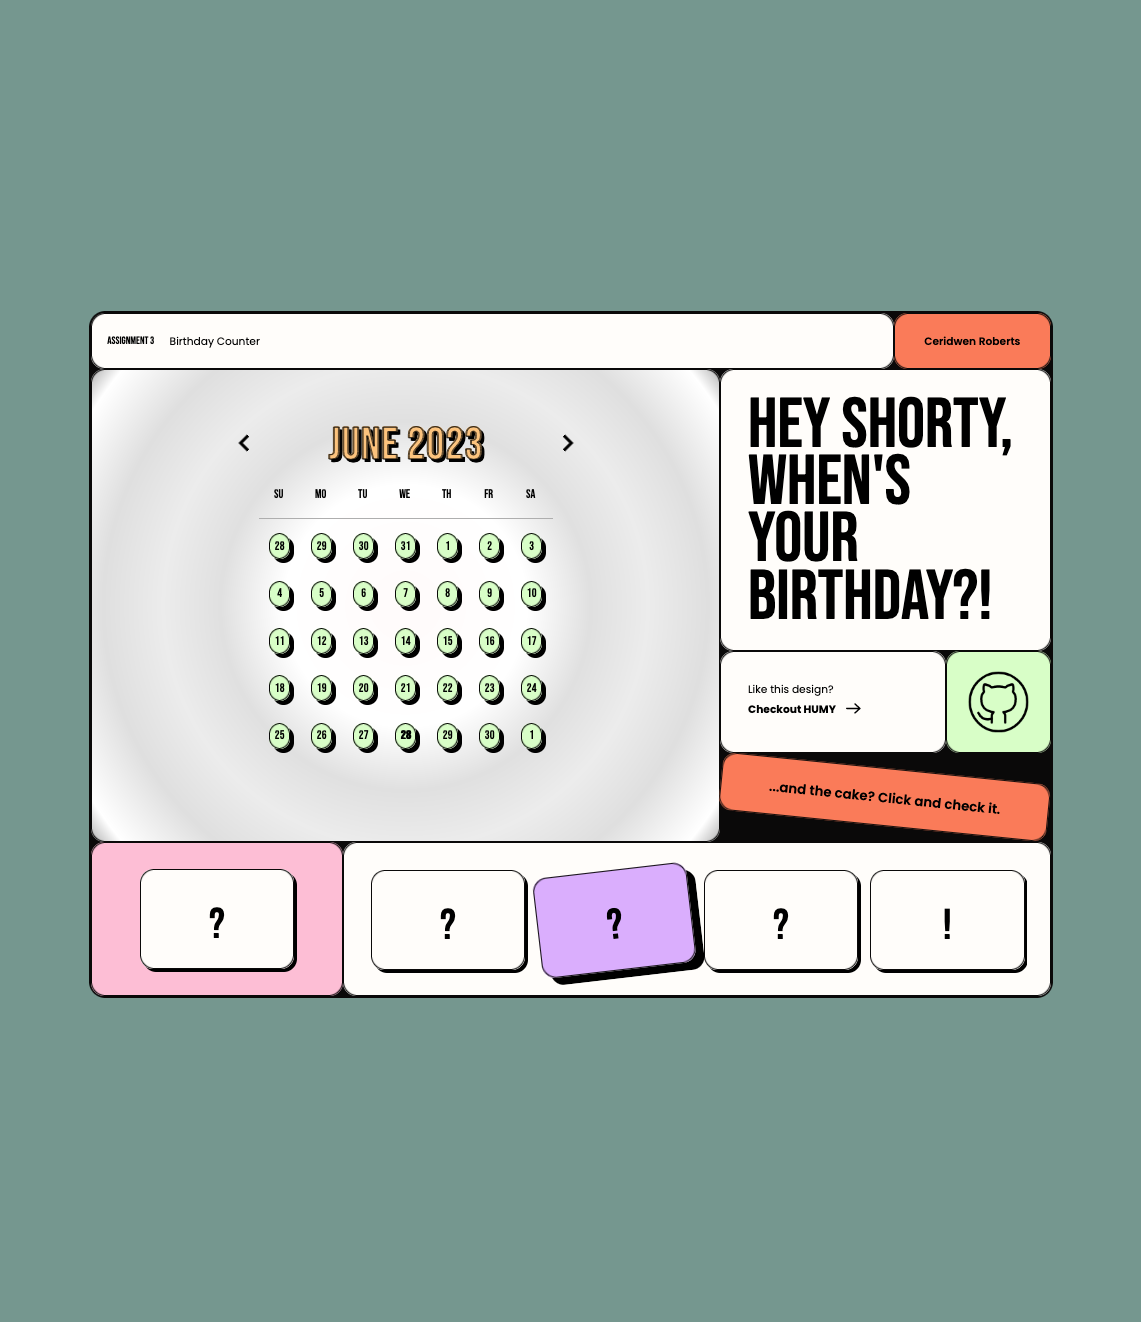 ASSIGNMENT 3 Birthday Counter
Ceridwen Roberts
JUNE 2023
SU MO TU WE TH FR SA
28 29 30 31 1 2 3
4 5 6 7 8 9 10
11 12 13 14 15 16 17
18 19 20 21 22 23 24
25 26 27 28 29 30 1
HEY SHORTY,
WHEN'S
YOUR
BIRTHDAY?!
Like this design?
Checkout HUMY
...and the cake? Click and check it.
? ? ? ? !